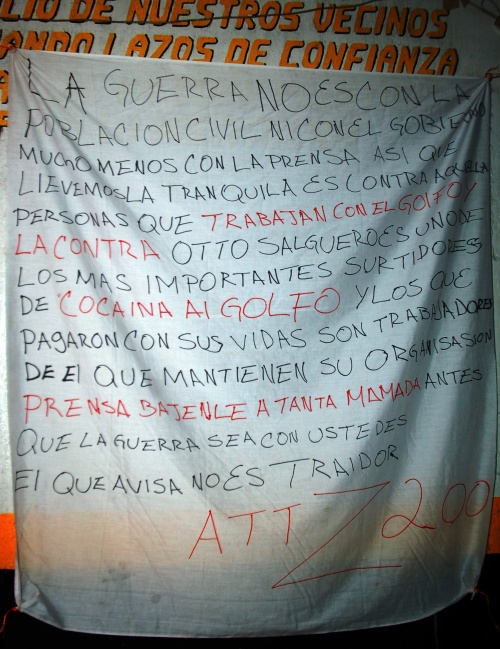 LIO DE NUESTROS VECINOS
ANDO LAZOS DE CONFIANZA
LA GUERRA NO ES CON LA
POBLACION CIVIL NI CON EL GOBIERNO
MUCHO MENOS CON LA PRENSA ASI QUE
LlEVEMOSLA TRANQUILA ES CONTRA AQUELLA
PERSONAS QUE TRABAJAN CON EL GOLFO Y
LA CONTRA OTTO SALGUERO ES UNO DE
LOS MAS IMPORTANTES SURTIDORES
DE "COCAINA Al GOLFO Y LOS QUE
PAGARON CON SUS VIDAS SON TRABAJADORES
DE El QUE MANTIENEN SU ORGANISASION
PRENSA BAJENLE A TANTA MAMADA ANTES
QUE LA GUERRA SEA CON USTEDES
El QUE AVISA NO ES TRAIDOR
ATT Z200